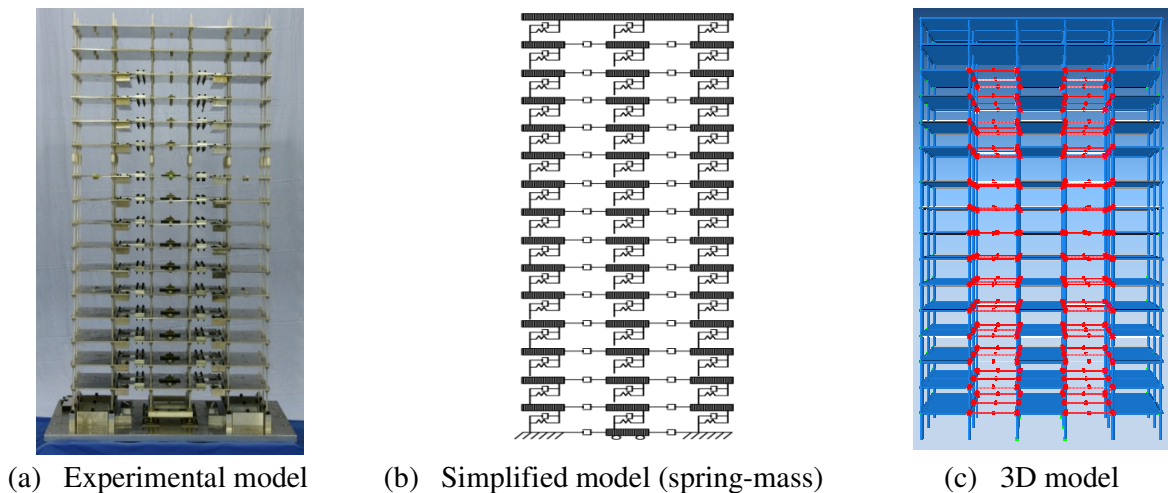 (a) Experimental model
(b) Simplified model (spring-mass)
(c) 3D model